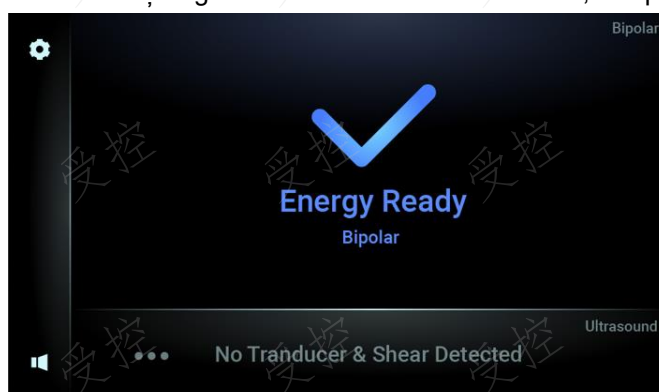 Bipolar
Energy Ready
Bipolar
Ultrasound
No Tranducer & Shear Detected
受控
受控
受控
受控
受控
受控